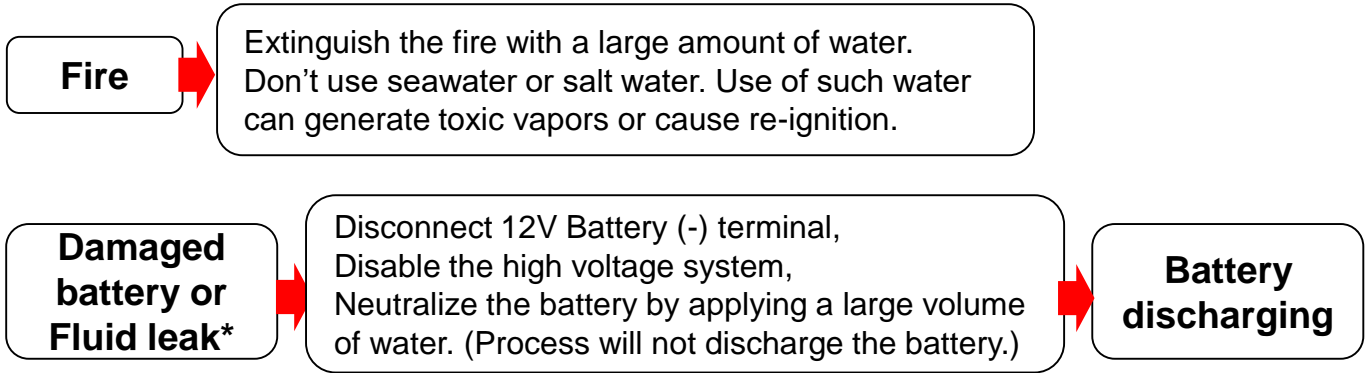 Fire
Extinguish the fire with a large amount of water.
Don’t use seawater or salt water. Use of such water
can generate toxic vapors or cause re-ignition.
Damaged
battery or
Fluid leak*
Disconnect 12V Battery (-) terminal,
Disable the high voltage system,
Neutralize the battery by applying a large volume
of water. (Process will not discharge the battery.)
Battery
discharging